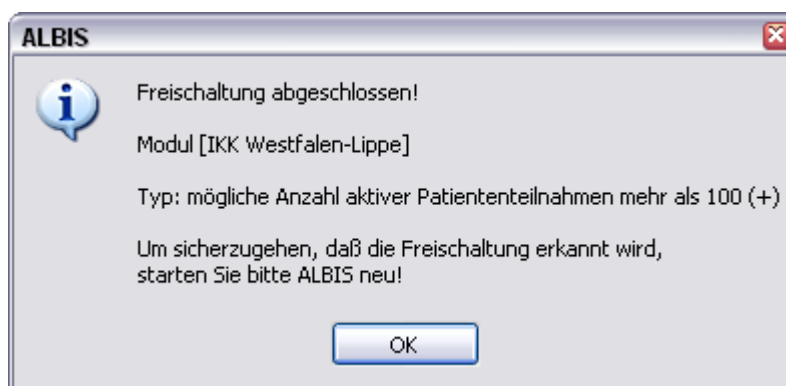 ALBIS
Freischaltung abgeschlossen!
Modul [IKK Westfalen-Lippe]
Typ: mögliche Anzahl aktiver Patiententeilnahmen mehr als 100 (+)
Um sicherzugehen, daß die Freischaltung erkannt wird,
starten Sie bitte ALBIS neu!
OK